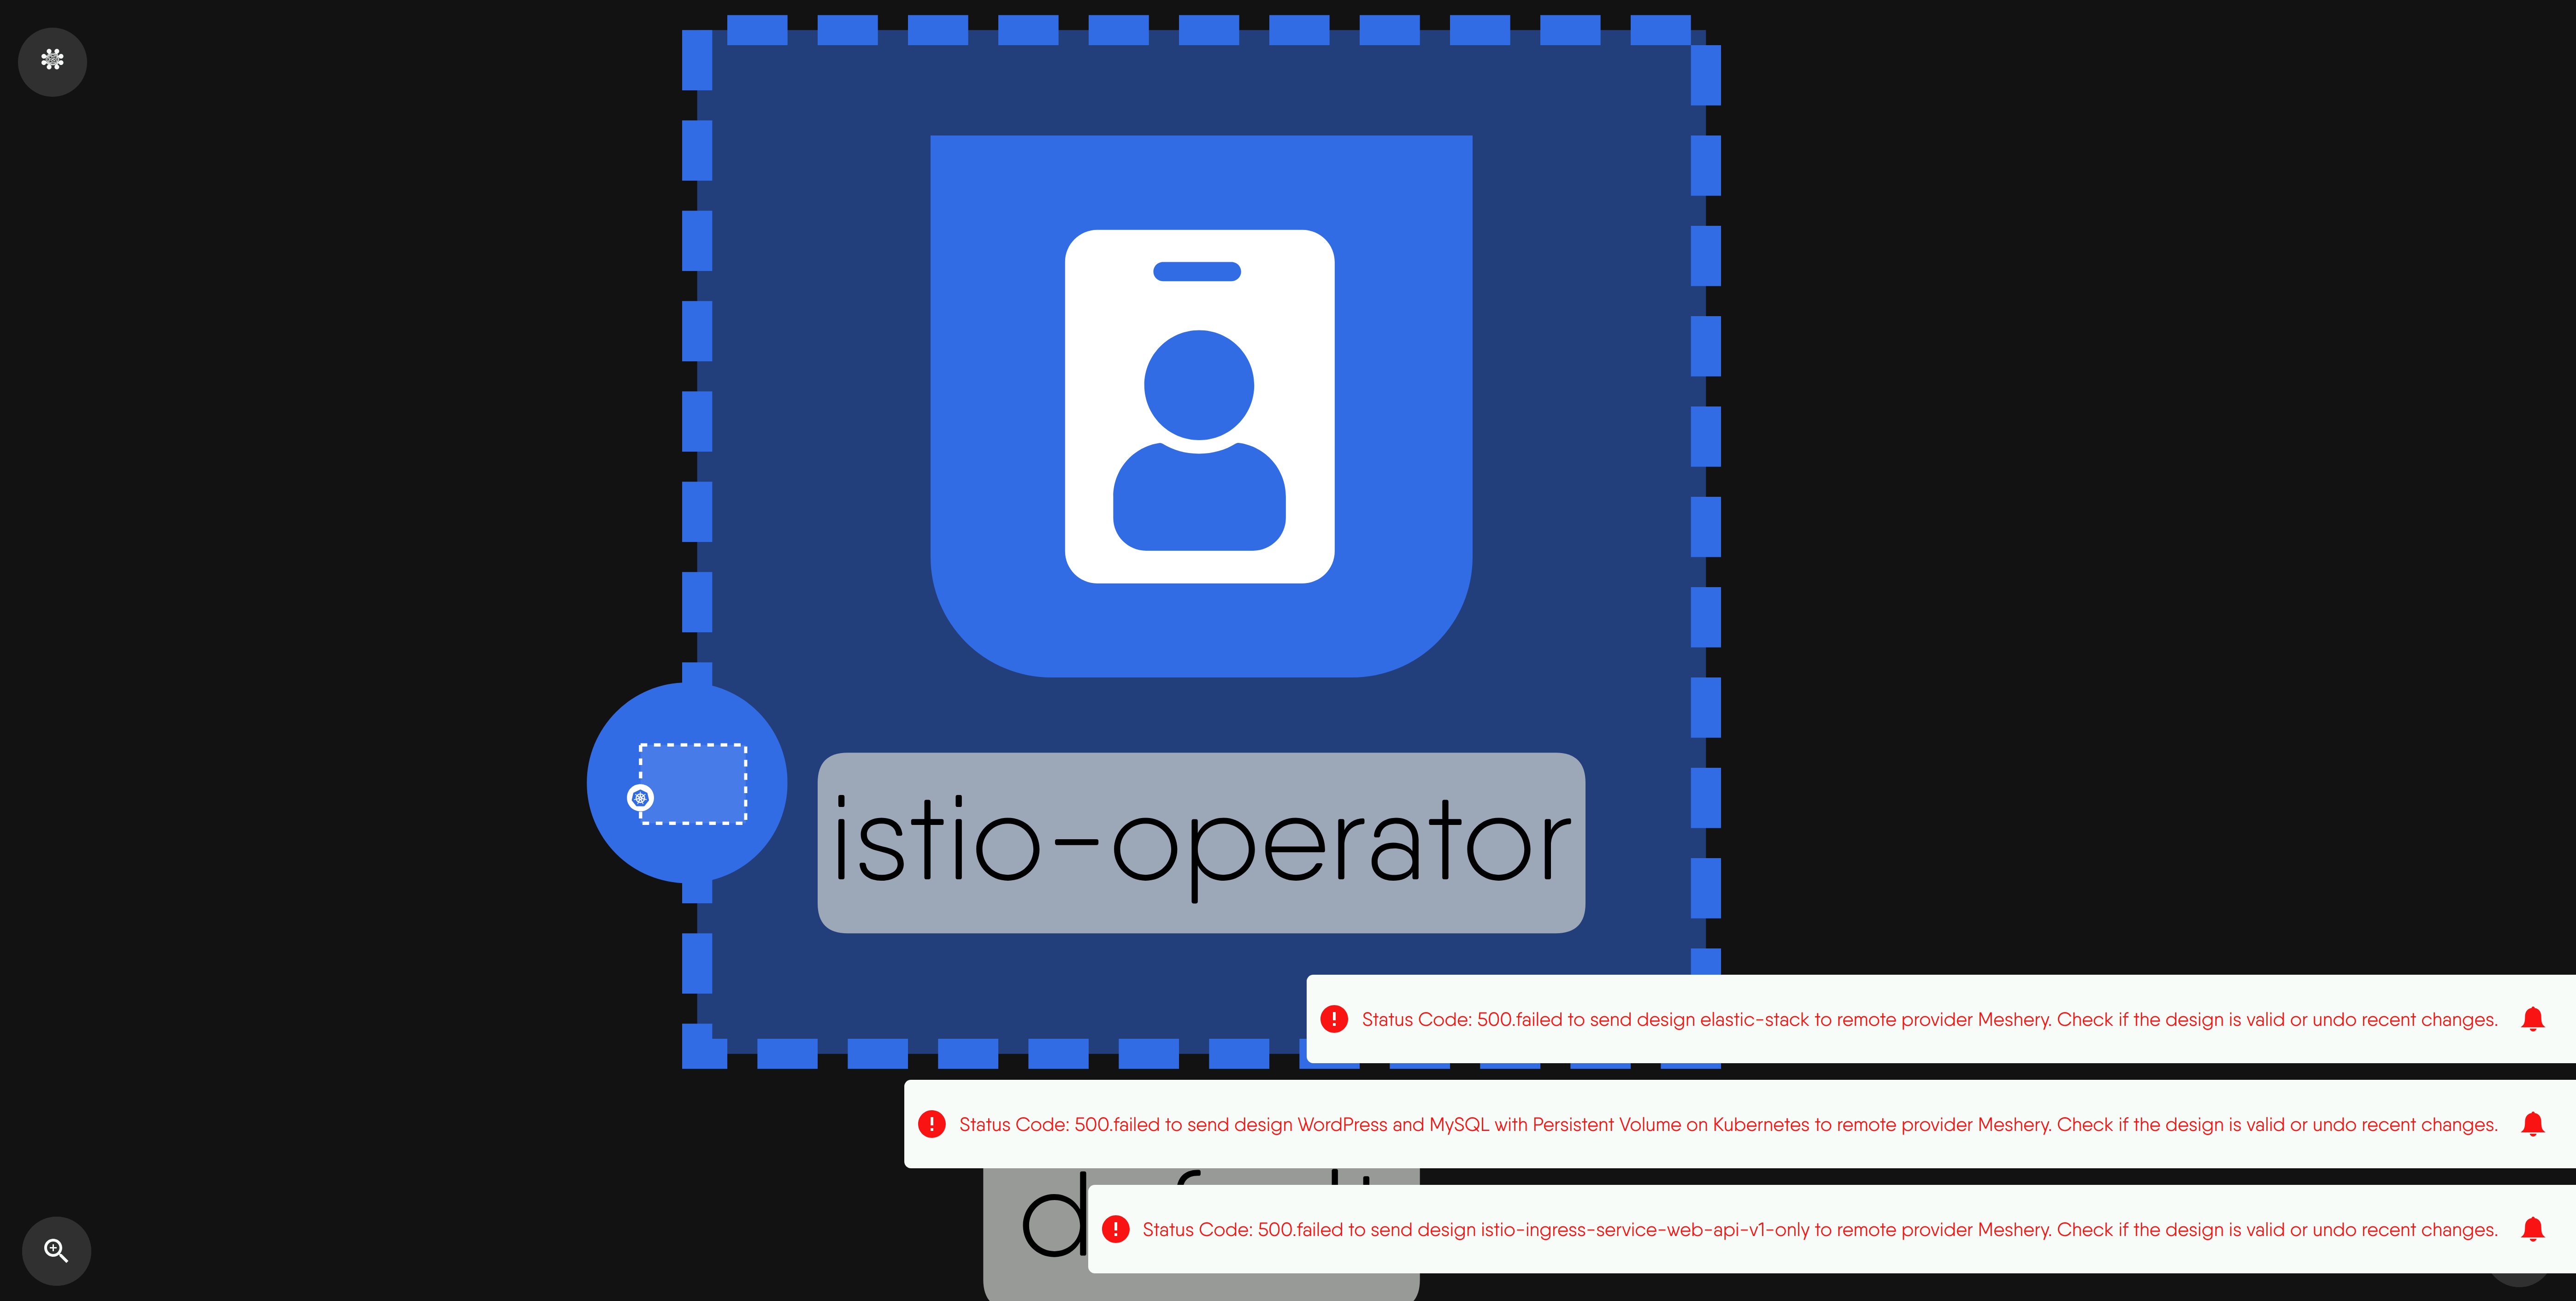 istio-operator
Status Code: 500.failed to send design elastic-stack to remote provider Meshery. Check if the design is valid or undo recent changes.
Status Code: 500.failed to send design WordPress and MySQL with Persistent Volume on Kubernetes to remote provider Meshery. Check if the design is valid or undo recent changes.
Status Code: 500.failed to send design istio-ingress-service-web-api-v1-only to remote provider Meshery. Check if the design is valid or undo recent changes.